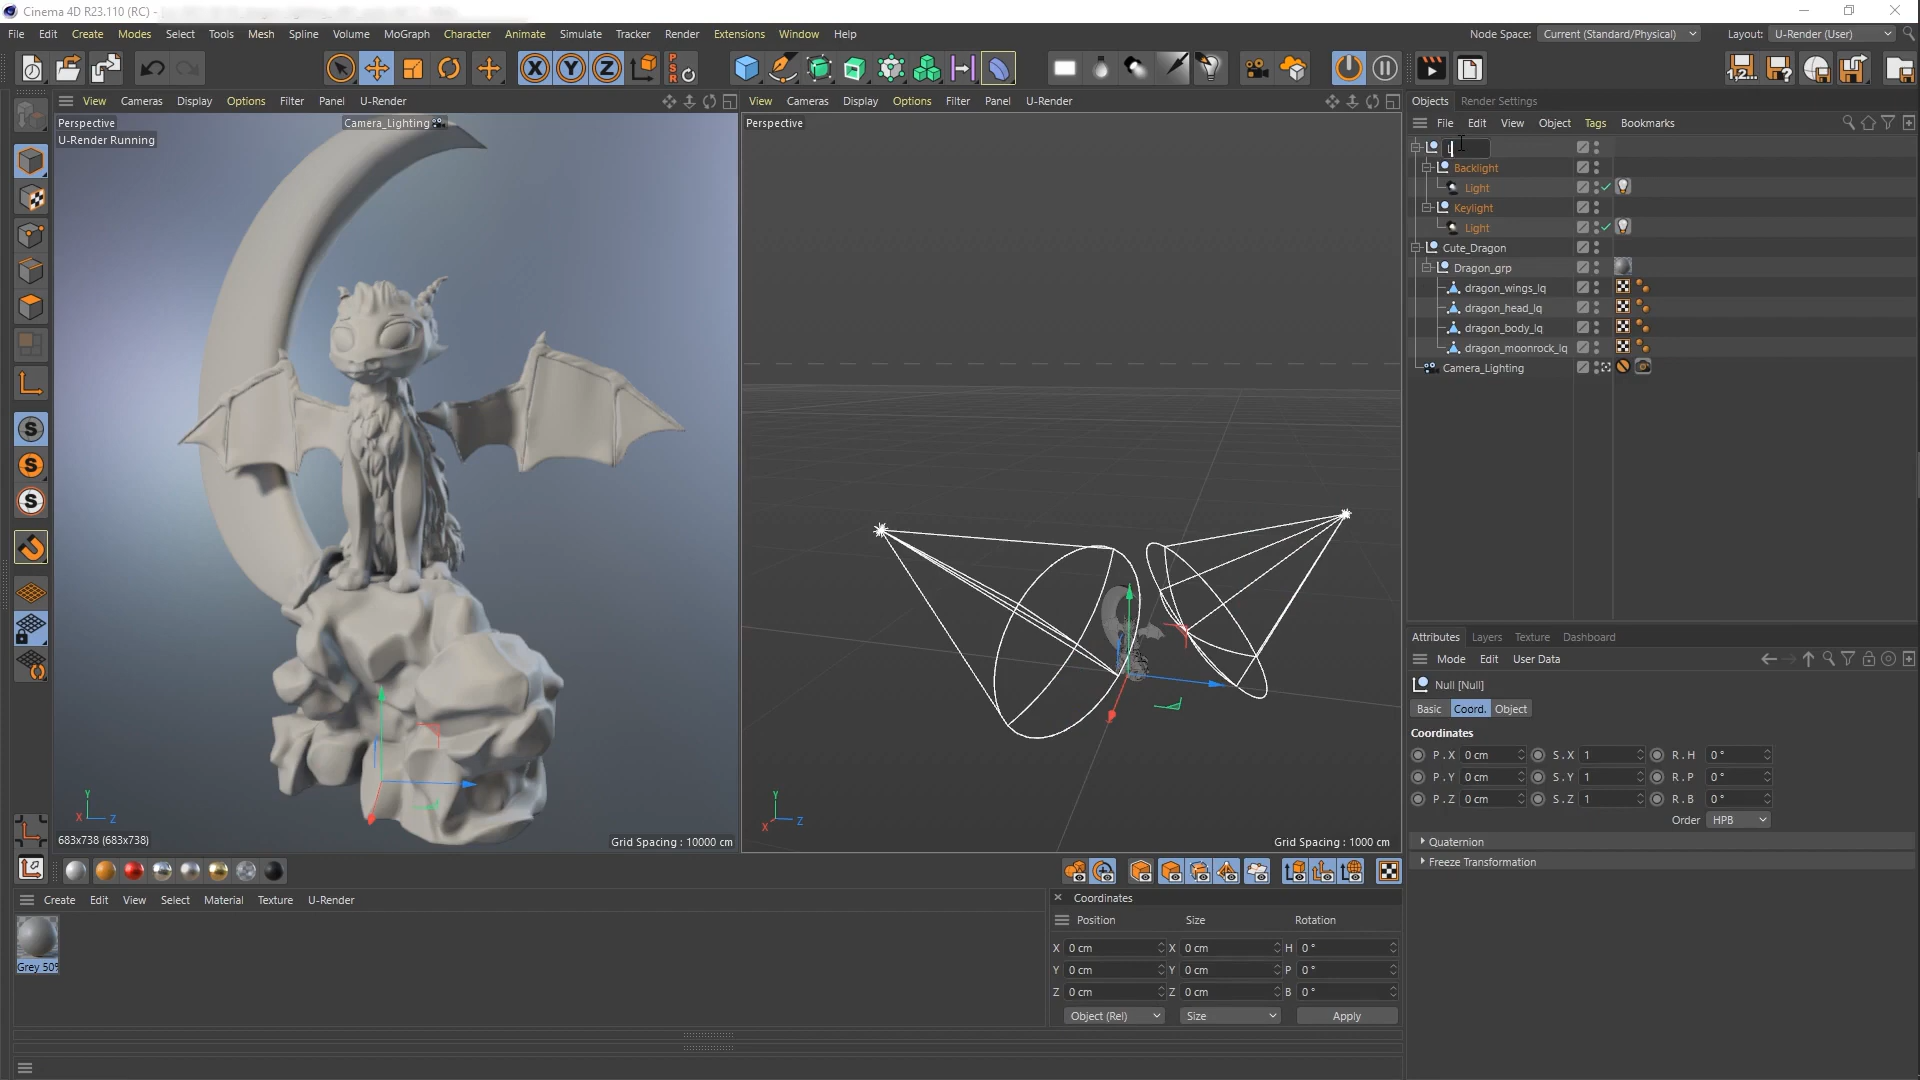 Cinema 4D R23.110 (RC) -
File Edit Create Modes Select Tools Mesh Spline Volume MoGraph Character Animate Simulate Tracker Render Extensions Window Help
Node Space: Current (Standard/Physical) Layout: U-Render (User)
View Cameras Display Options Filter Panel U-Render
View Cameras Display Options Filter Panel U-Render
Objects Render Settings
File Edit View Object Tags Bookmarks
Perspective
Camera_Lighting
U-Render Running
Perspective
Backlight
Light
Keylight
Light
Cute_Dragon
Dragon_grp
dragon_wings_lq
dragon_head_lq
dragon_body_lq
dragon_moonrock_lq
Camera_Lighting
Attributes Layers Texture Dashboard
Mode Edit User Data
Null [Null]
Basic Coord. Object
Coordinates
P.X 0 cm S.X 1 R.H 0°
P.Y 0 cm S.Y 1 R.P 0°
P.Z 0 cm S.Z 1 R.B 0°
Order HPB
Quaternion
Freeze Transformation
Y
X Z
683x738 (683x738)
Grid Spacing : 10000 cm
Y
X Z
Grid Spacing : 1000 cm
Create Edit View Select Material Texture U-Render
Grey 50%
Coordinates
Position Size Rotation
X 0 cm X 0 cm H 0°
Y 0 cm Y 0 cm P 0°
Z 0 cm Z 0 cm B 0°
Object (Rel) Size Apply